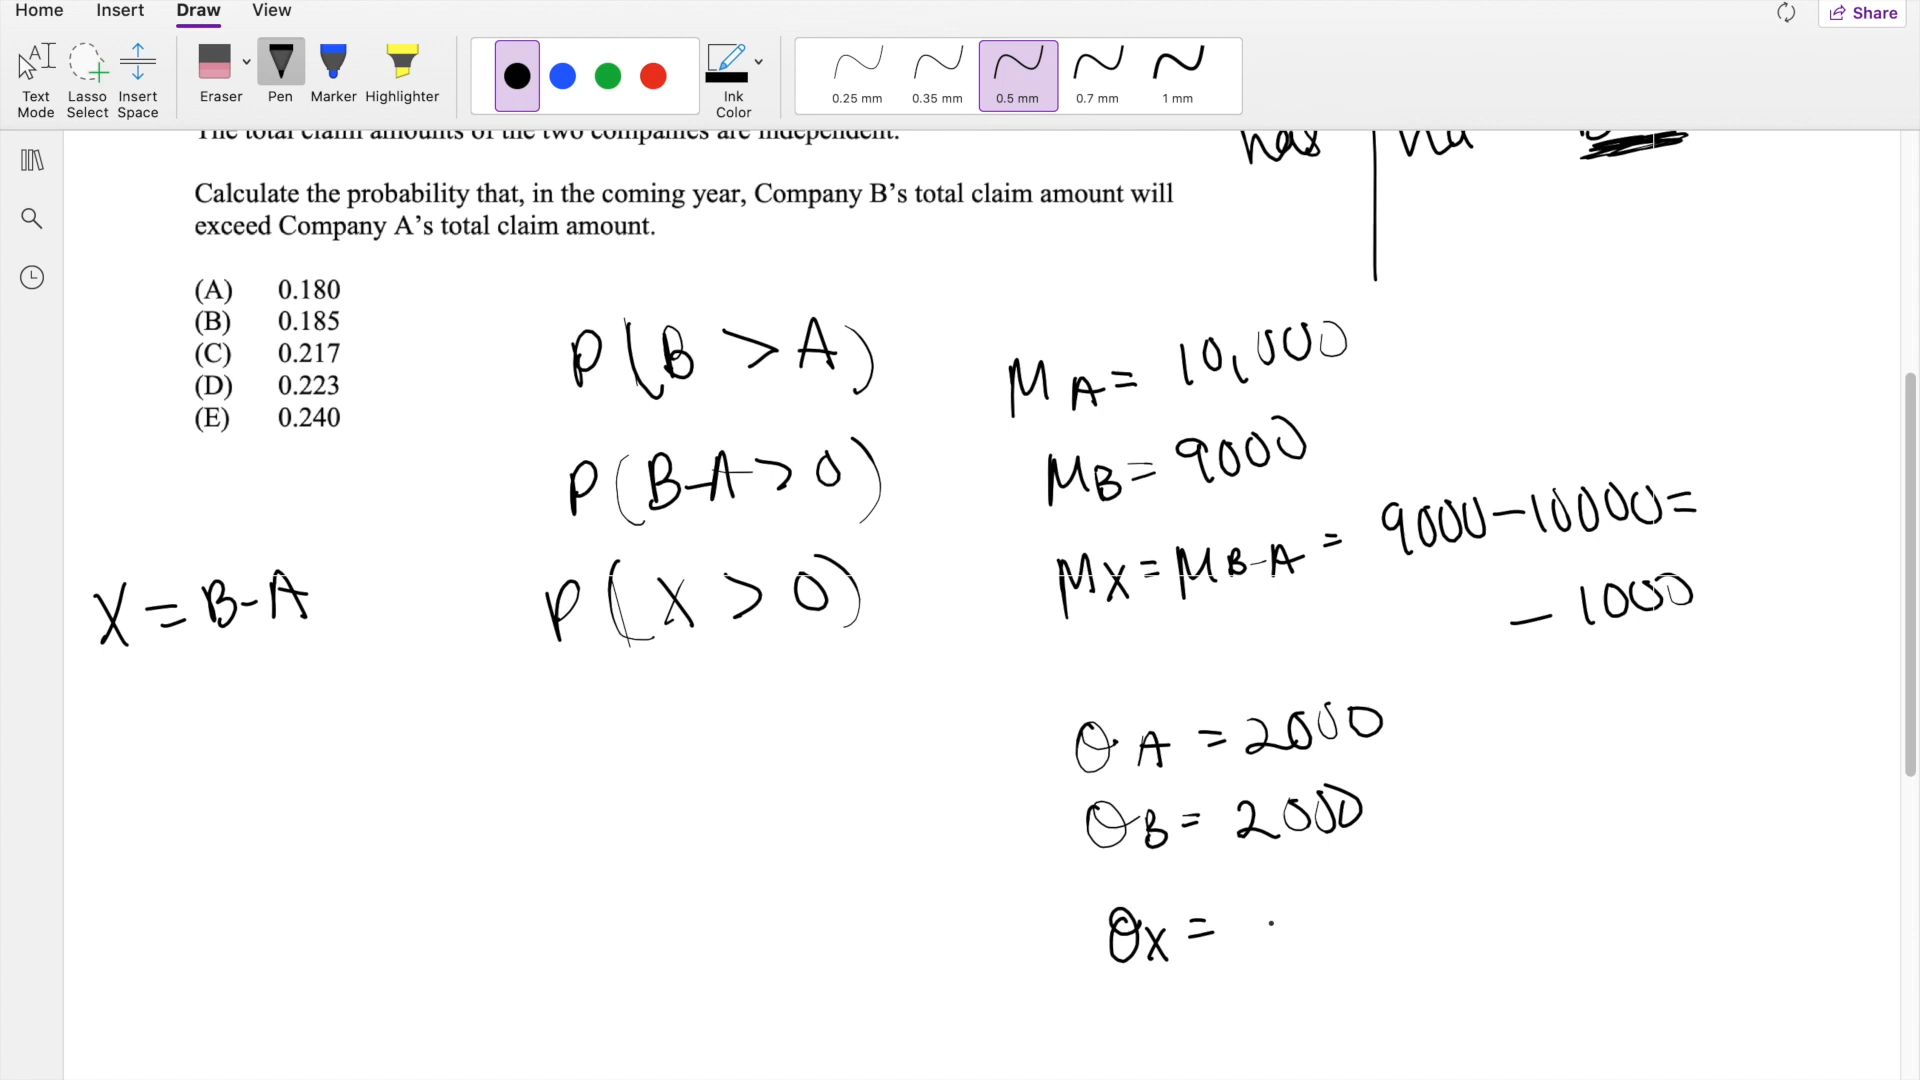 Home Insert Draw View
Share
Text Mode
Lasso Select
Insert Space
Eraser
Pen
Marker
Highlighter
Ink Color
0.25 mm
0.35 mm
0.5 mm
0.7 mm
1 mm
The total claim amounts of the two companies are independent.
has
Calculate the probability that, in the coming year, Company B’s total claim amount will
exceed Company A’s total claim amount.
(A) 0.180
(B) 0.185
(C) 0.217
(D) 0.223
(E) 0.240
P(B > A)
P(B-A > 0)
X = B-A
P(X > 0)
MA = 10,000
MB = 9000
MX = MB-A = 9000-10000 =
-1000
θA = 2000
θB = 2000
θX =